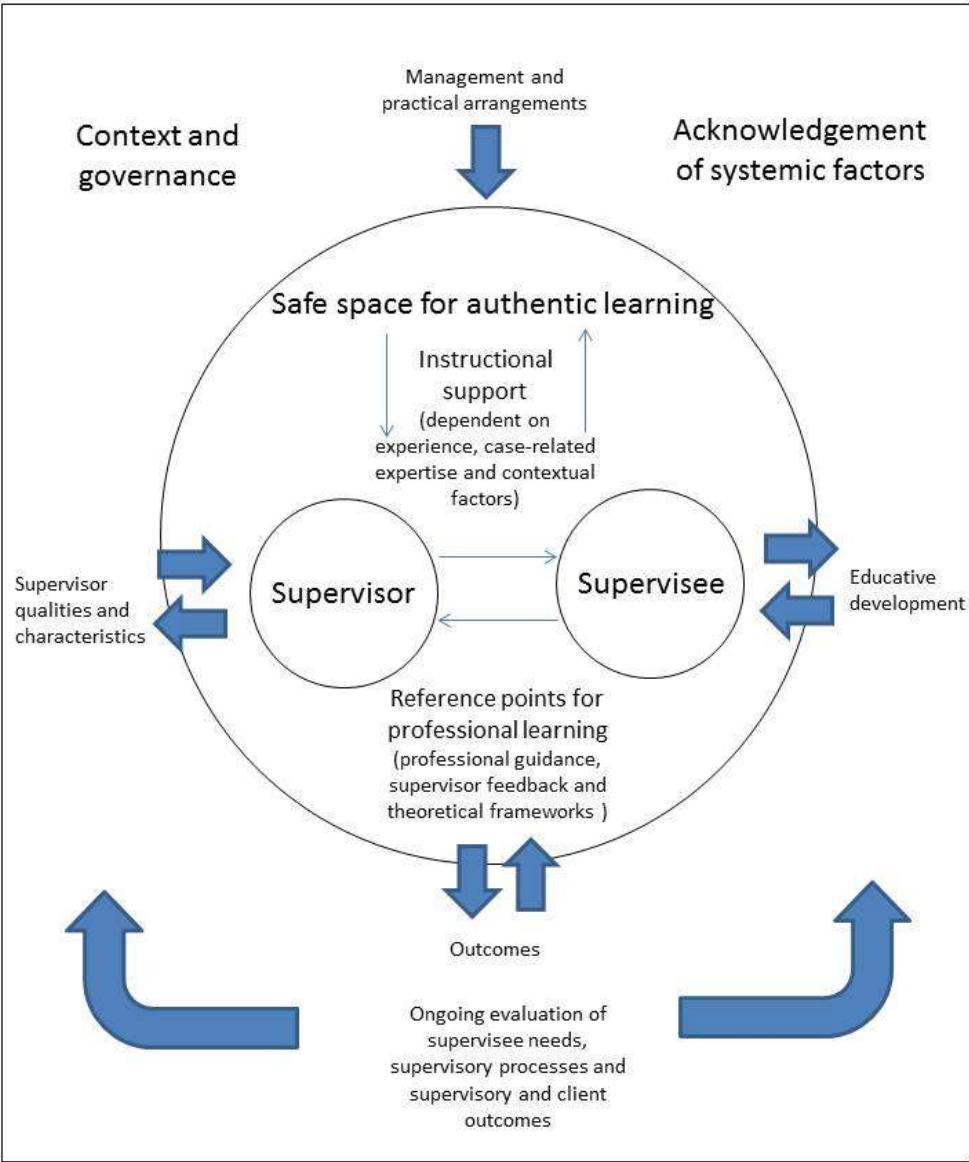 Management and
practical arrangements
Context and
governance
Acknowledgement
of systemic factors
Safe space for authentic learning
Instructional
support
(dependent on
experience, case-related
expertise and contextual
factors)
Supervisor
Supervisee
Supervisor
qualities and
characteristics
Educative
development
Reference points for
professional learning
(professional guidance,
supervisor feedback and
theoretical frameworks )
Outcomes
Ongoing evaluation of
supervisee needs,
supervisory processes and
supervisory and client
outcomes